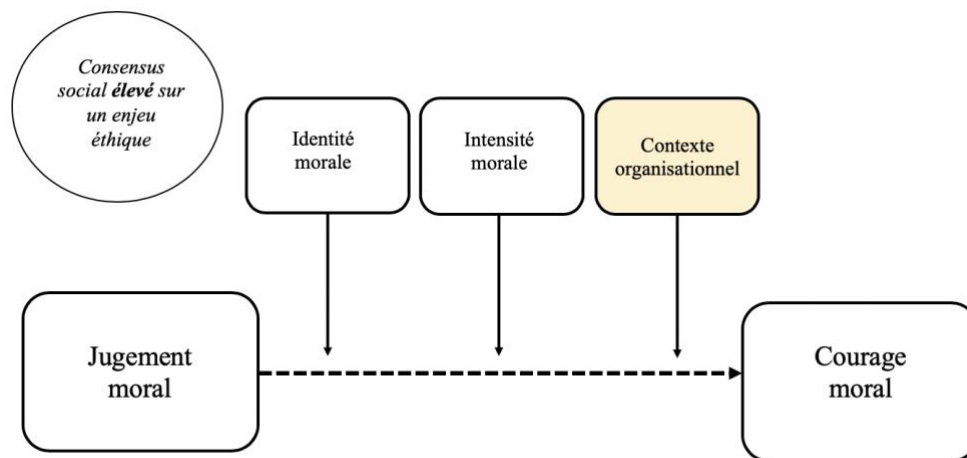 Consensus
social élevé sur
un enjeu
éthique
Identité
morale
Intensité
morale
Contexte
organisationnel
Jugement
moral
Courage
moral